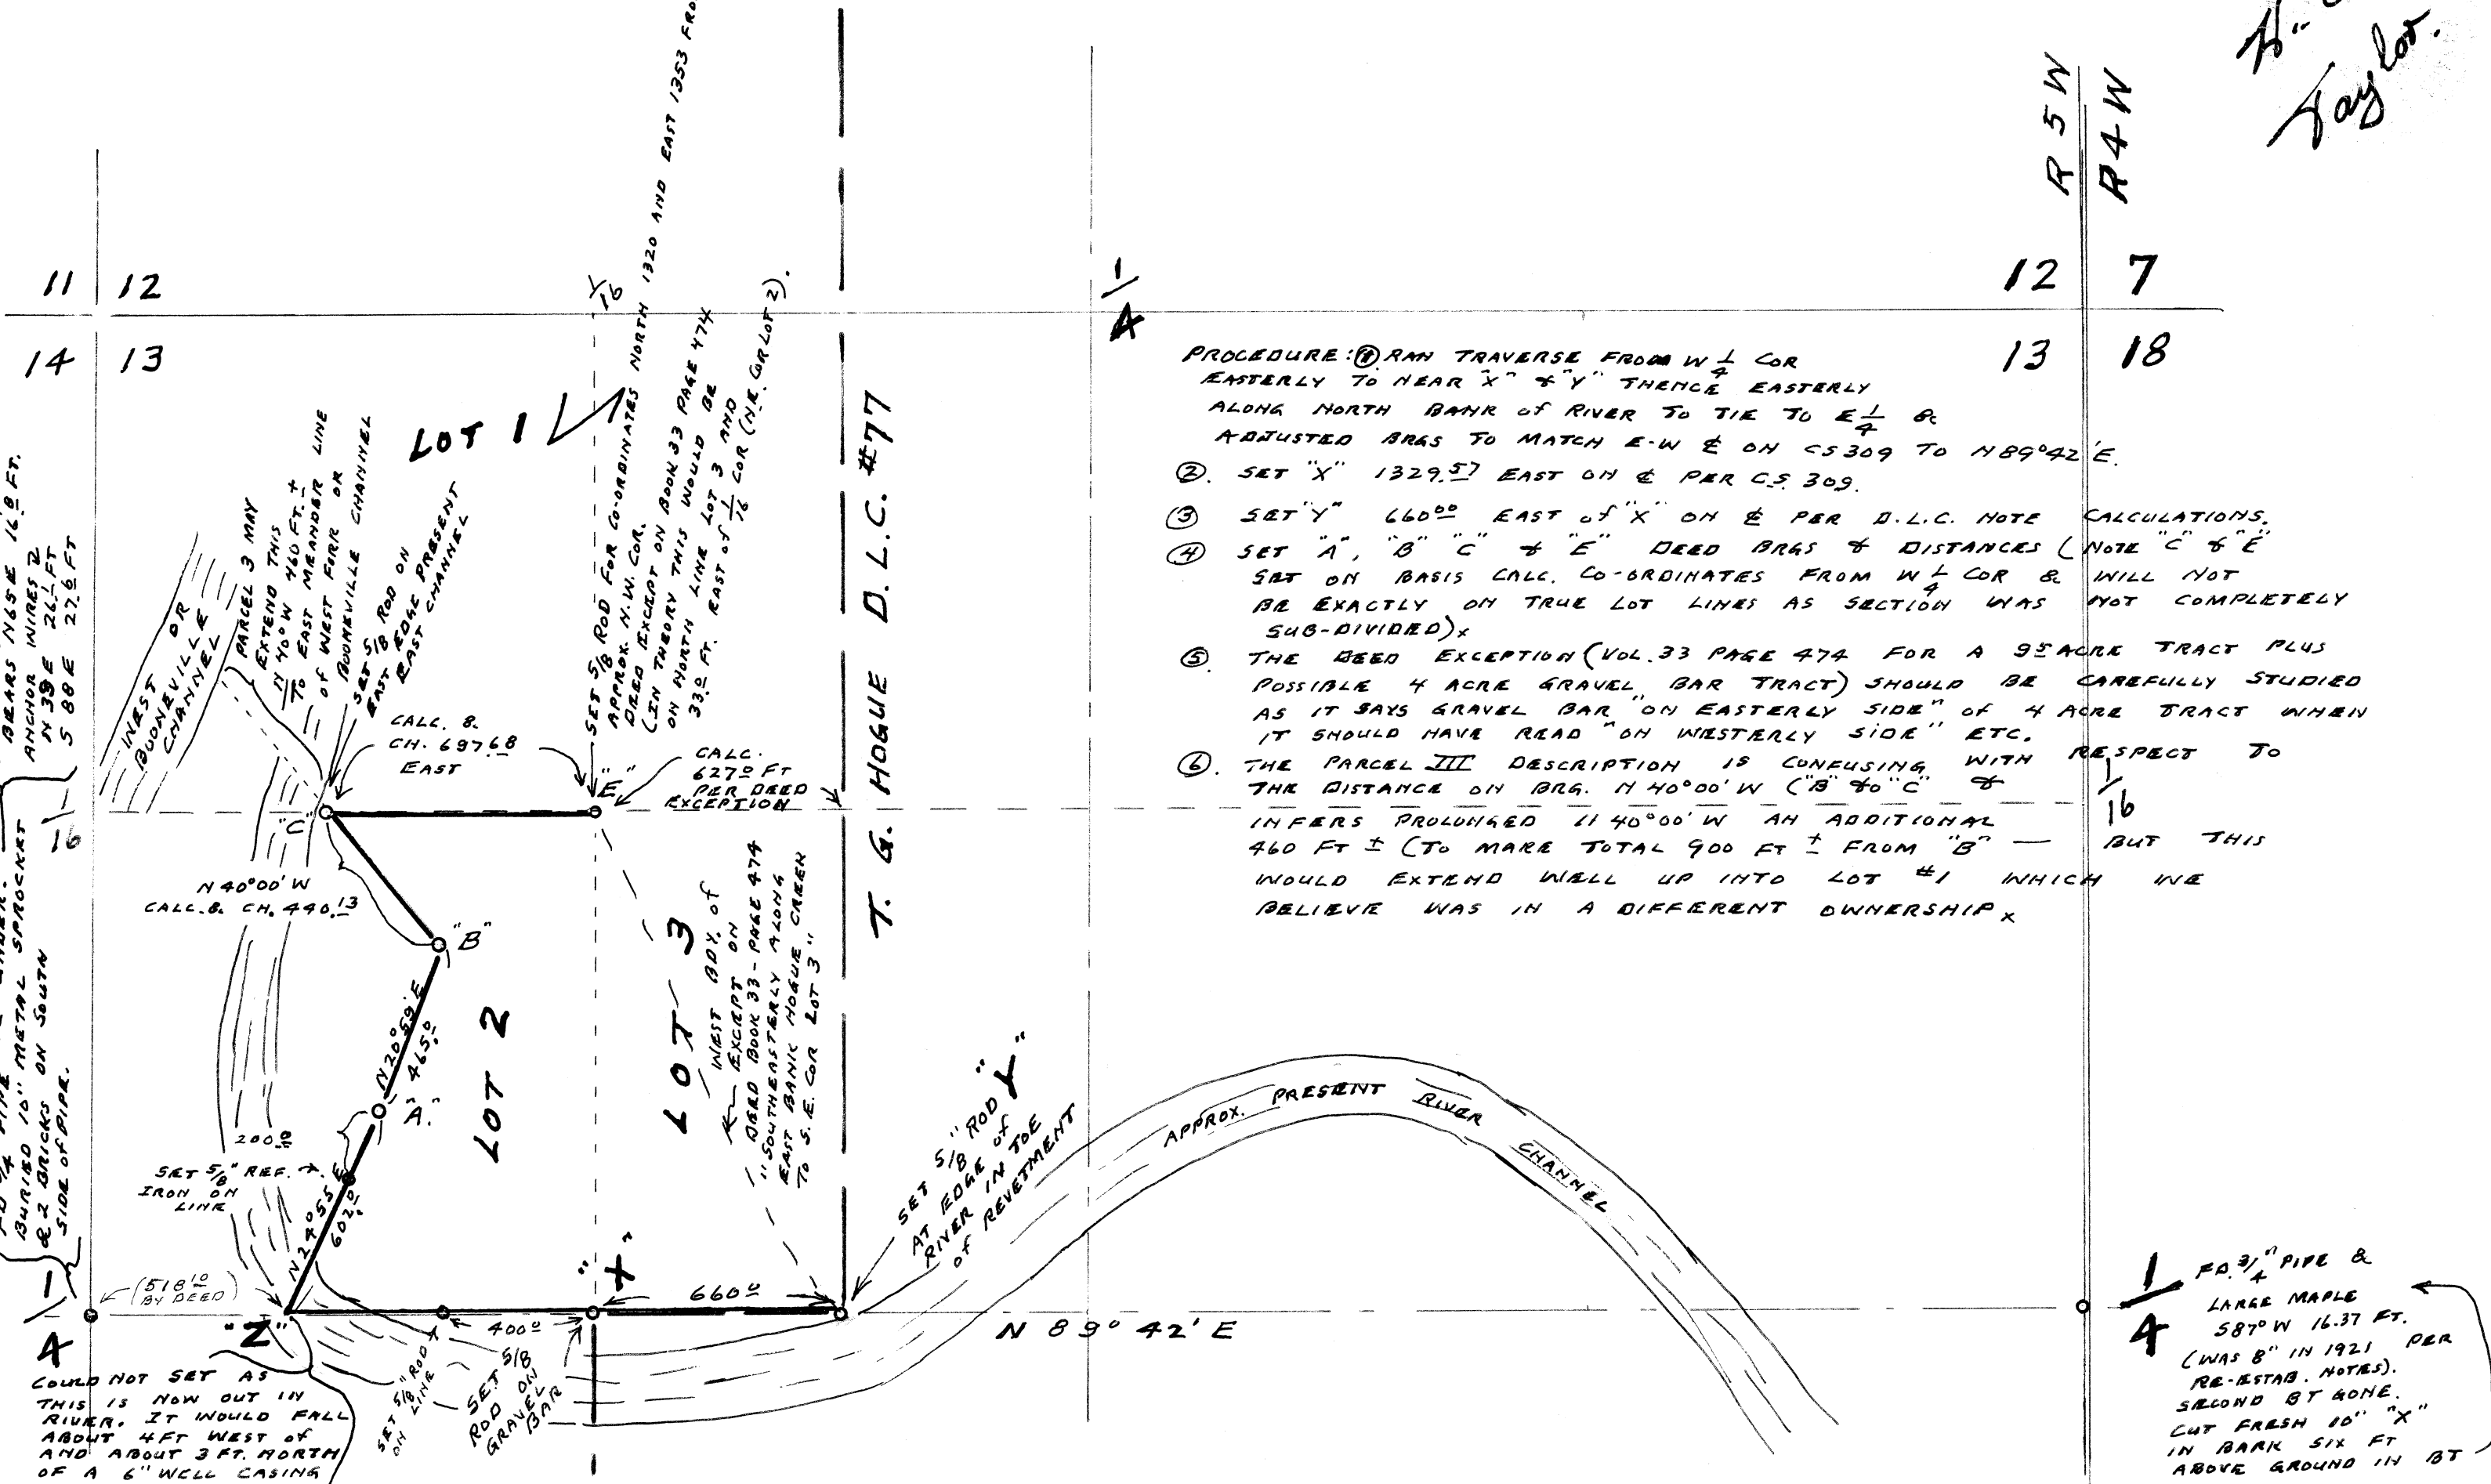 Taylor.
R 5 W
R 4 W
11
12
14
13
1/16
1/4
12
7
13
18
LOT 1
SET 5/8 ROD FOR CO-ORDINATES NORTH 1320 AND EAST 1353
APPROX. N.W. COR.
DEED EXCEPT ON BOOK 33 PAGE 474
(IN THEORY THIS WOULD BE
ON NORTH LINE LOT 3 AND
33.0 FT. EAST of 1/16 COR (N.E. COR LOT 2).
T. G. HOGUE D.L.C. #77
PROCEDURE: ① RAN TRAVERSE FROM W 1/4 COR
EASTERLY TO NEAR "X" & "Y" THENCE EASTERLY
ALONG NORTH BANK of RIVER TO TIE TO E 1/4 &
ADJUSTED BRGS TO MATCH E-W ℄ ON CS 309 TO N 89°42'E.
②. SET "X" 1329.57 EAST ON ℄ PER C.S. 309.
③ SET "Y" 660.00 EAST of "X" ON ℄ PER D.L.C. NOTE CALCULATIONS.
④ SET "A", "B" "C" & "E" DEED BRGS & DISTANCES (NOTE "C" & "E"
SET ON BASIS CALC. CO-ORDINATES FROM W 1/4 COR & WILL NOT
BE EXACTLY ON TRUE LOT LINES AS SECTION WAS NOT COMPLETELY
SUB-DIVIDED)x
⑤ THE DEED EXCEPTION (VOL. 33 PAGE 474 FOR A 9.5 ACRE TRACT PLUS
POSSIBLE 4 ACRE GRAVEL BAR TRACT) SHOULD BE CAREFULLY STUDIED
AS IT SAYS GRAVEL BAR "ON EASTERLY SIDE" of 4 ACRE TRACT WHEN
IT SHOULD HAVE READ "ON WESTERLY SIDE" ETC.
⑥. THE PARCEL III DESCRIPTION IS CONFUSING WITH RESPECT TO
THE DISTANCE ON BRG. N 40°00' W ("B" to "C" &
INFERS PROLONGED N 40°00' W AN ADDITIONAL
460 FT ± (TO MAKE TOTAL 900 FT ± FROM "B" — BUT THIS
WOULD EXTEND WELL UP INTO LOT #1 WHICH WE
BELIEVE WAS IN A DIFFERENT OWNERSHIP x
1/16
BEARS N65E 16.8 FT.
ANCHOR WIRES
N 39 E 26.1 FT
S 88 E 27.6 FT
1/16
BURIED 10" METAL SPROCKET
& 2 BRICKS ON SOUTH
SIDE of PIPE.
WEST OR
BOONEVILLE
CHANNEL
PARCEL 3 MAY
EXTEND THIS
N 40° W 460 FT. ±
TO EAST MEANDER LINE
of WEST FORK OR
BOONEVILLE CHANNEL
SET 5/8 ROD ON
EAST EDGE PRESENT
EAST CHANNEL
CALC. &
CH. 697.68
EAST
"E"
CALC.
627.0 FT
PER DEED
EXCEPTION
"C"
N 40°00' W
CALC. & CH. 440.13
"B"
N 20° 59' E
465.0
"A."
200.0
SET 5/8" REF.
IRON ON
LINE
N 24° 55 E
602.0
LOT 2
LOT 3
WEST BDY. of
EXCEPT ON
DEED BOOK 33 - PAGE 474
"SOUTHEASTERLY ALONG
EAST BANK HOGUE CREEK
TO S.E. COR LOT 3"
SET 5/8" ROD "Y"
AT EDGE of
RIVER IN TOE
of REVETMENT
APPROX. PRESENT RIVER CHANNEL
1/4
(518.10
BY DEED)
"Z"
"X"
660.0
400.0
N 89° 42' E
SET 5/8" ROD
ON LINE
SET 5/8
ROD ON
GRAVEL
BAR
COULD NOT SET AS
THIS IS NOW OUT IN
RIVER. IT WOULD FALL
ABOUT 4 FT WEST of
AND ABOUT 3 FT. NORTH
OF A 6" WELL CASING
1/4
FD. 3/4" PIPE &
LARGE MAPLE
S87°W 16.37 FT.
(WAS 8" IN 1921 PER
RE-ESTAB. NOTES).
SECOND BT GONE.
CUT FRESH 10" "X"
IN BARK SIX FT
ABOVE GROUND IN BT